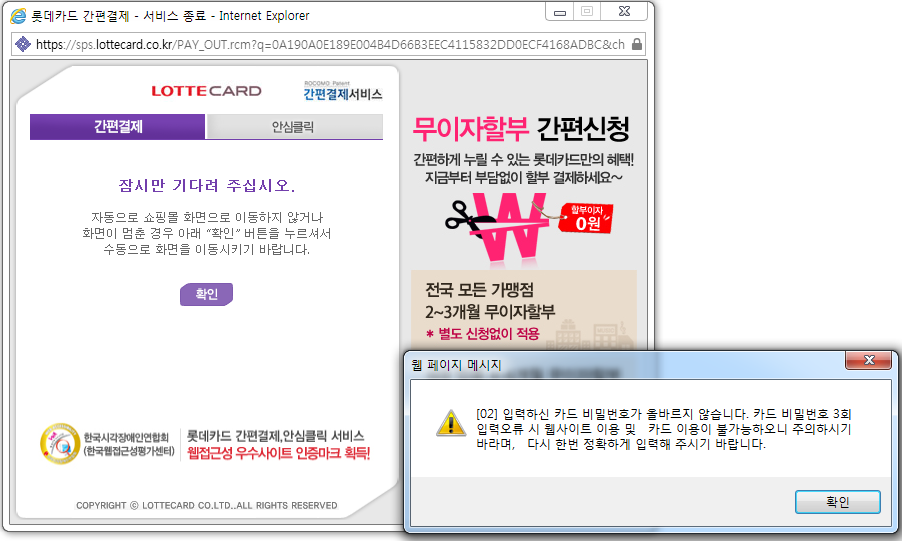 롯데카드 간편결제 - 서비스 종료 - Internet Explorer
https://sps.lottecard.co.kr/PAY_OUT.rcm?q=0A190A0E189E004B4D66B3EEC4115832DD0ECF4168ADBC&ch
LOTTE CARD
ROCOMO Patent
간편결제서비스
간편결제
안심클릭
잠시만 기다려 주십시오.
자동으로 쇼핑몰 화면으로 이동하지 않거나
화면이 멈춘 경우 아래 “확인” 버튼을 누르셔서
수동으로 화면을 이동시키기 바랍니다.
확인
한국시각장애인연합회
(한국웹접근성평가센터)
롯데카드 간편결제,안심클릭 서비스
웹접근성 우수사이트 인증마크 획득!
COPYRIGHT ⓒ LOTTECARD CO.LTD..ALL RIGHTS RESERVED
무이자할부 간편신청
간편하게 누릴 수 있는 롯데카드만의 혜택!
지금부터 부담없이 할부 결제하세요~
할부이자
0원
전국 모든 가맹점
2~3개월 무이자할부
* 별도 신청없이 적용
웹 페이지 메시지
[02] 입력하신 카드 비밀번호가 올바르지 않습니다. 카드 비밀번호 3회
입력오류 시 웹사이트 이용 및 카드 이용이 불가능하오니 주의하시기
바라며, 다시 한번 정확하게 입력해 주시기 바랍니다.
확인